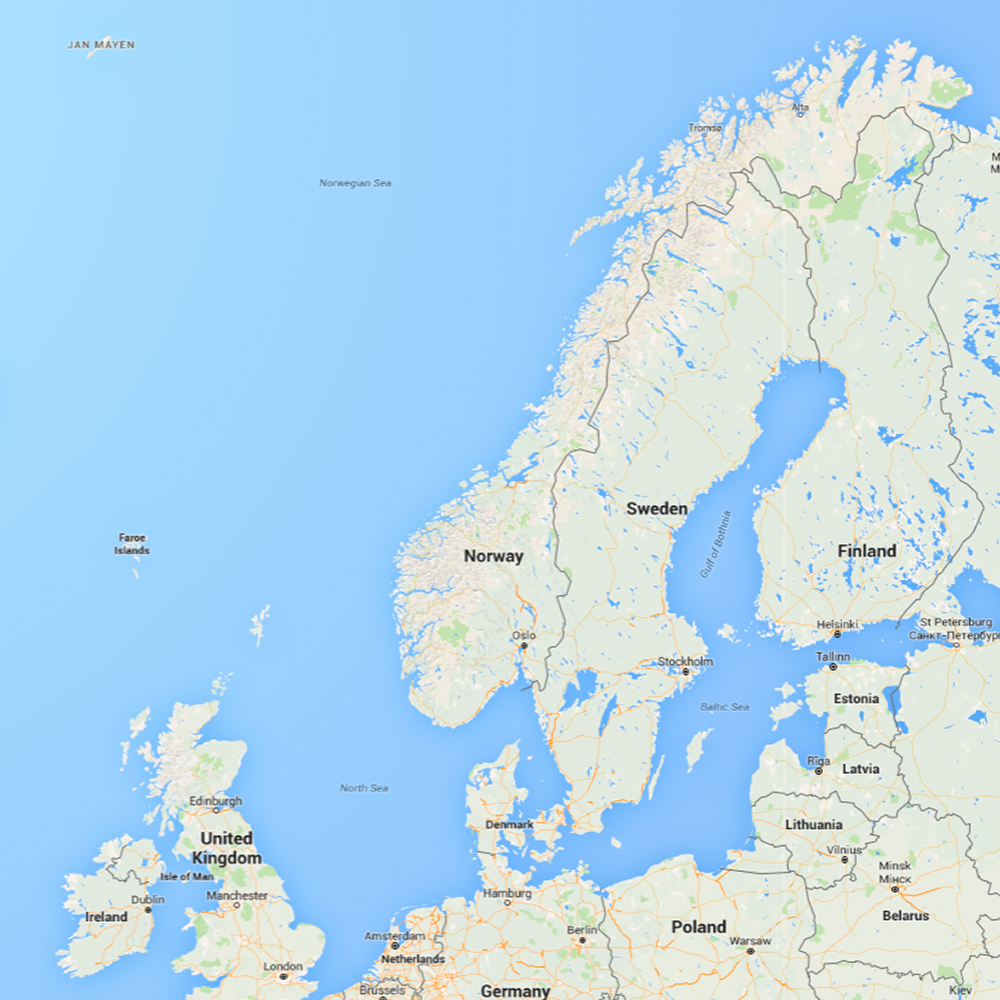 JAN MAYEN
Alta
Tromsø
M
M
Norwegian Sea
Sweden
Gulf of Bothnia
Faroe
Islands
Norway
Finland
Helsinki
St Petersburg
Санкт-Петербур
Oslo
Tallinn
Stockholm
Estonia
Baltic Sea
Rīga
Latvia
North Sea
Edinburgh
Denmark
Lithuania
United
Kingdom
Vilnius
Minsk
Мінск
Isle of Man
Manchester
Hamburg
Dublin
Ireland
Belarus
Poland
Berlin
Amsterdam
Warsaw
Netherlands
London
Brussels
Germany
Kiev